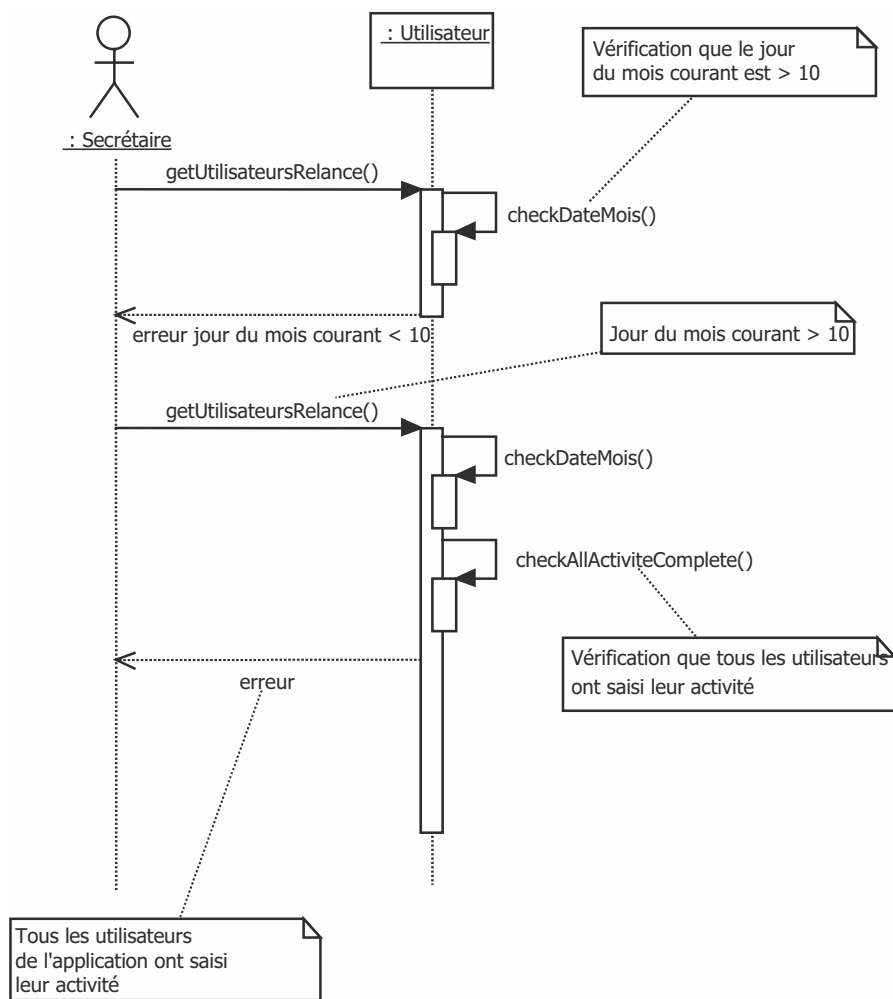 : Utilisateur
Vérification que le jour
du mois courant est > 10
: Secrétaire
getUtilisateursRelance()
checkDateMois()
erreur jour du mois courant < 10
Jour du mois courant > 10
getUtilisateursRelance()
checkDateMois()
checkAllActiviteComplete()
Vérification que tous les utilisateurs
ont saisi leur activité
erreur
Tous les utilisateurs
de l'application ont saisi
leur activité